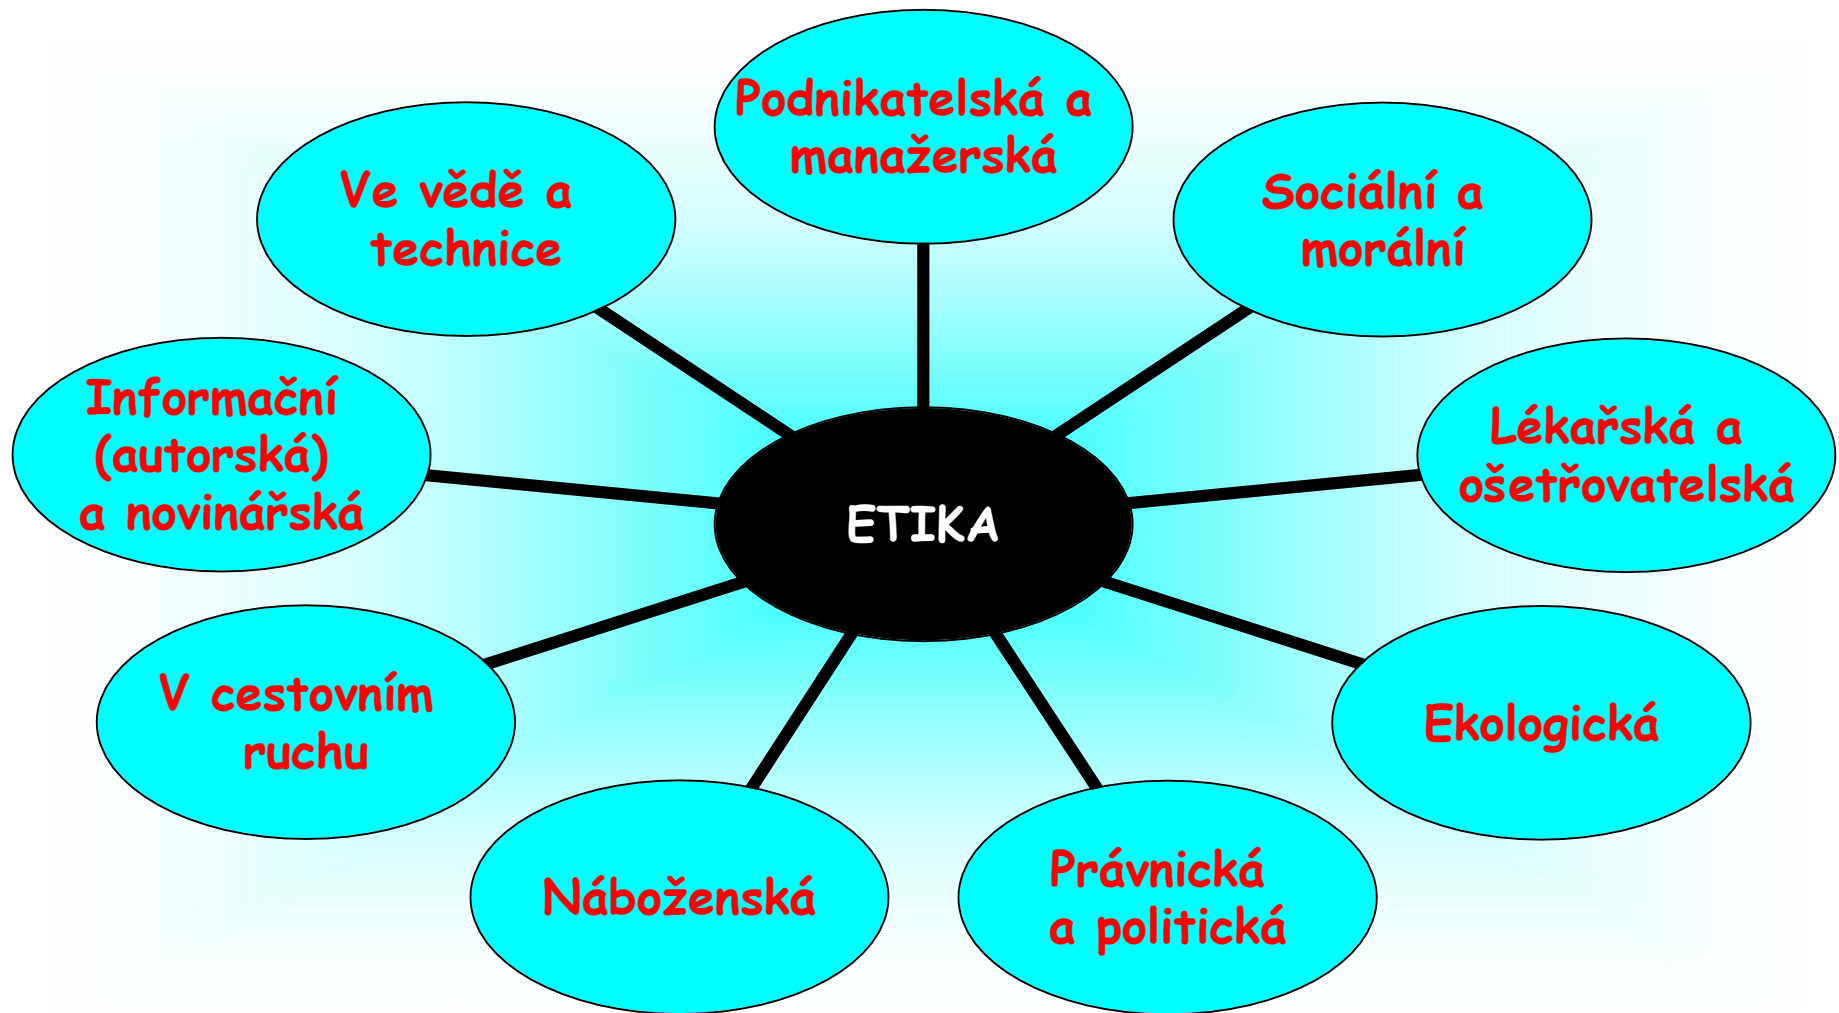 Podnikatelská a
manažerská
Ve vědě a
technice
Sociální a
morální
Informační
(autorská)
a novinářská
Lékařská a
ošetřovatelská
ETIKA
V cestovním
ruchu
Ekologická
Náboženská
Právnická
a politická